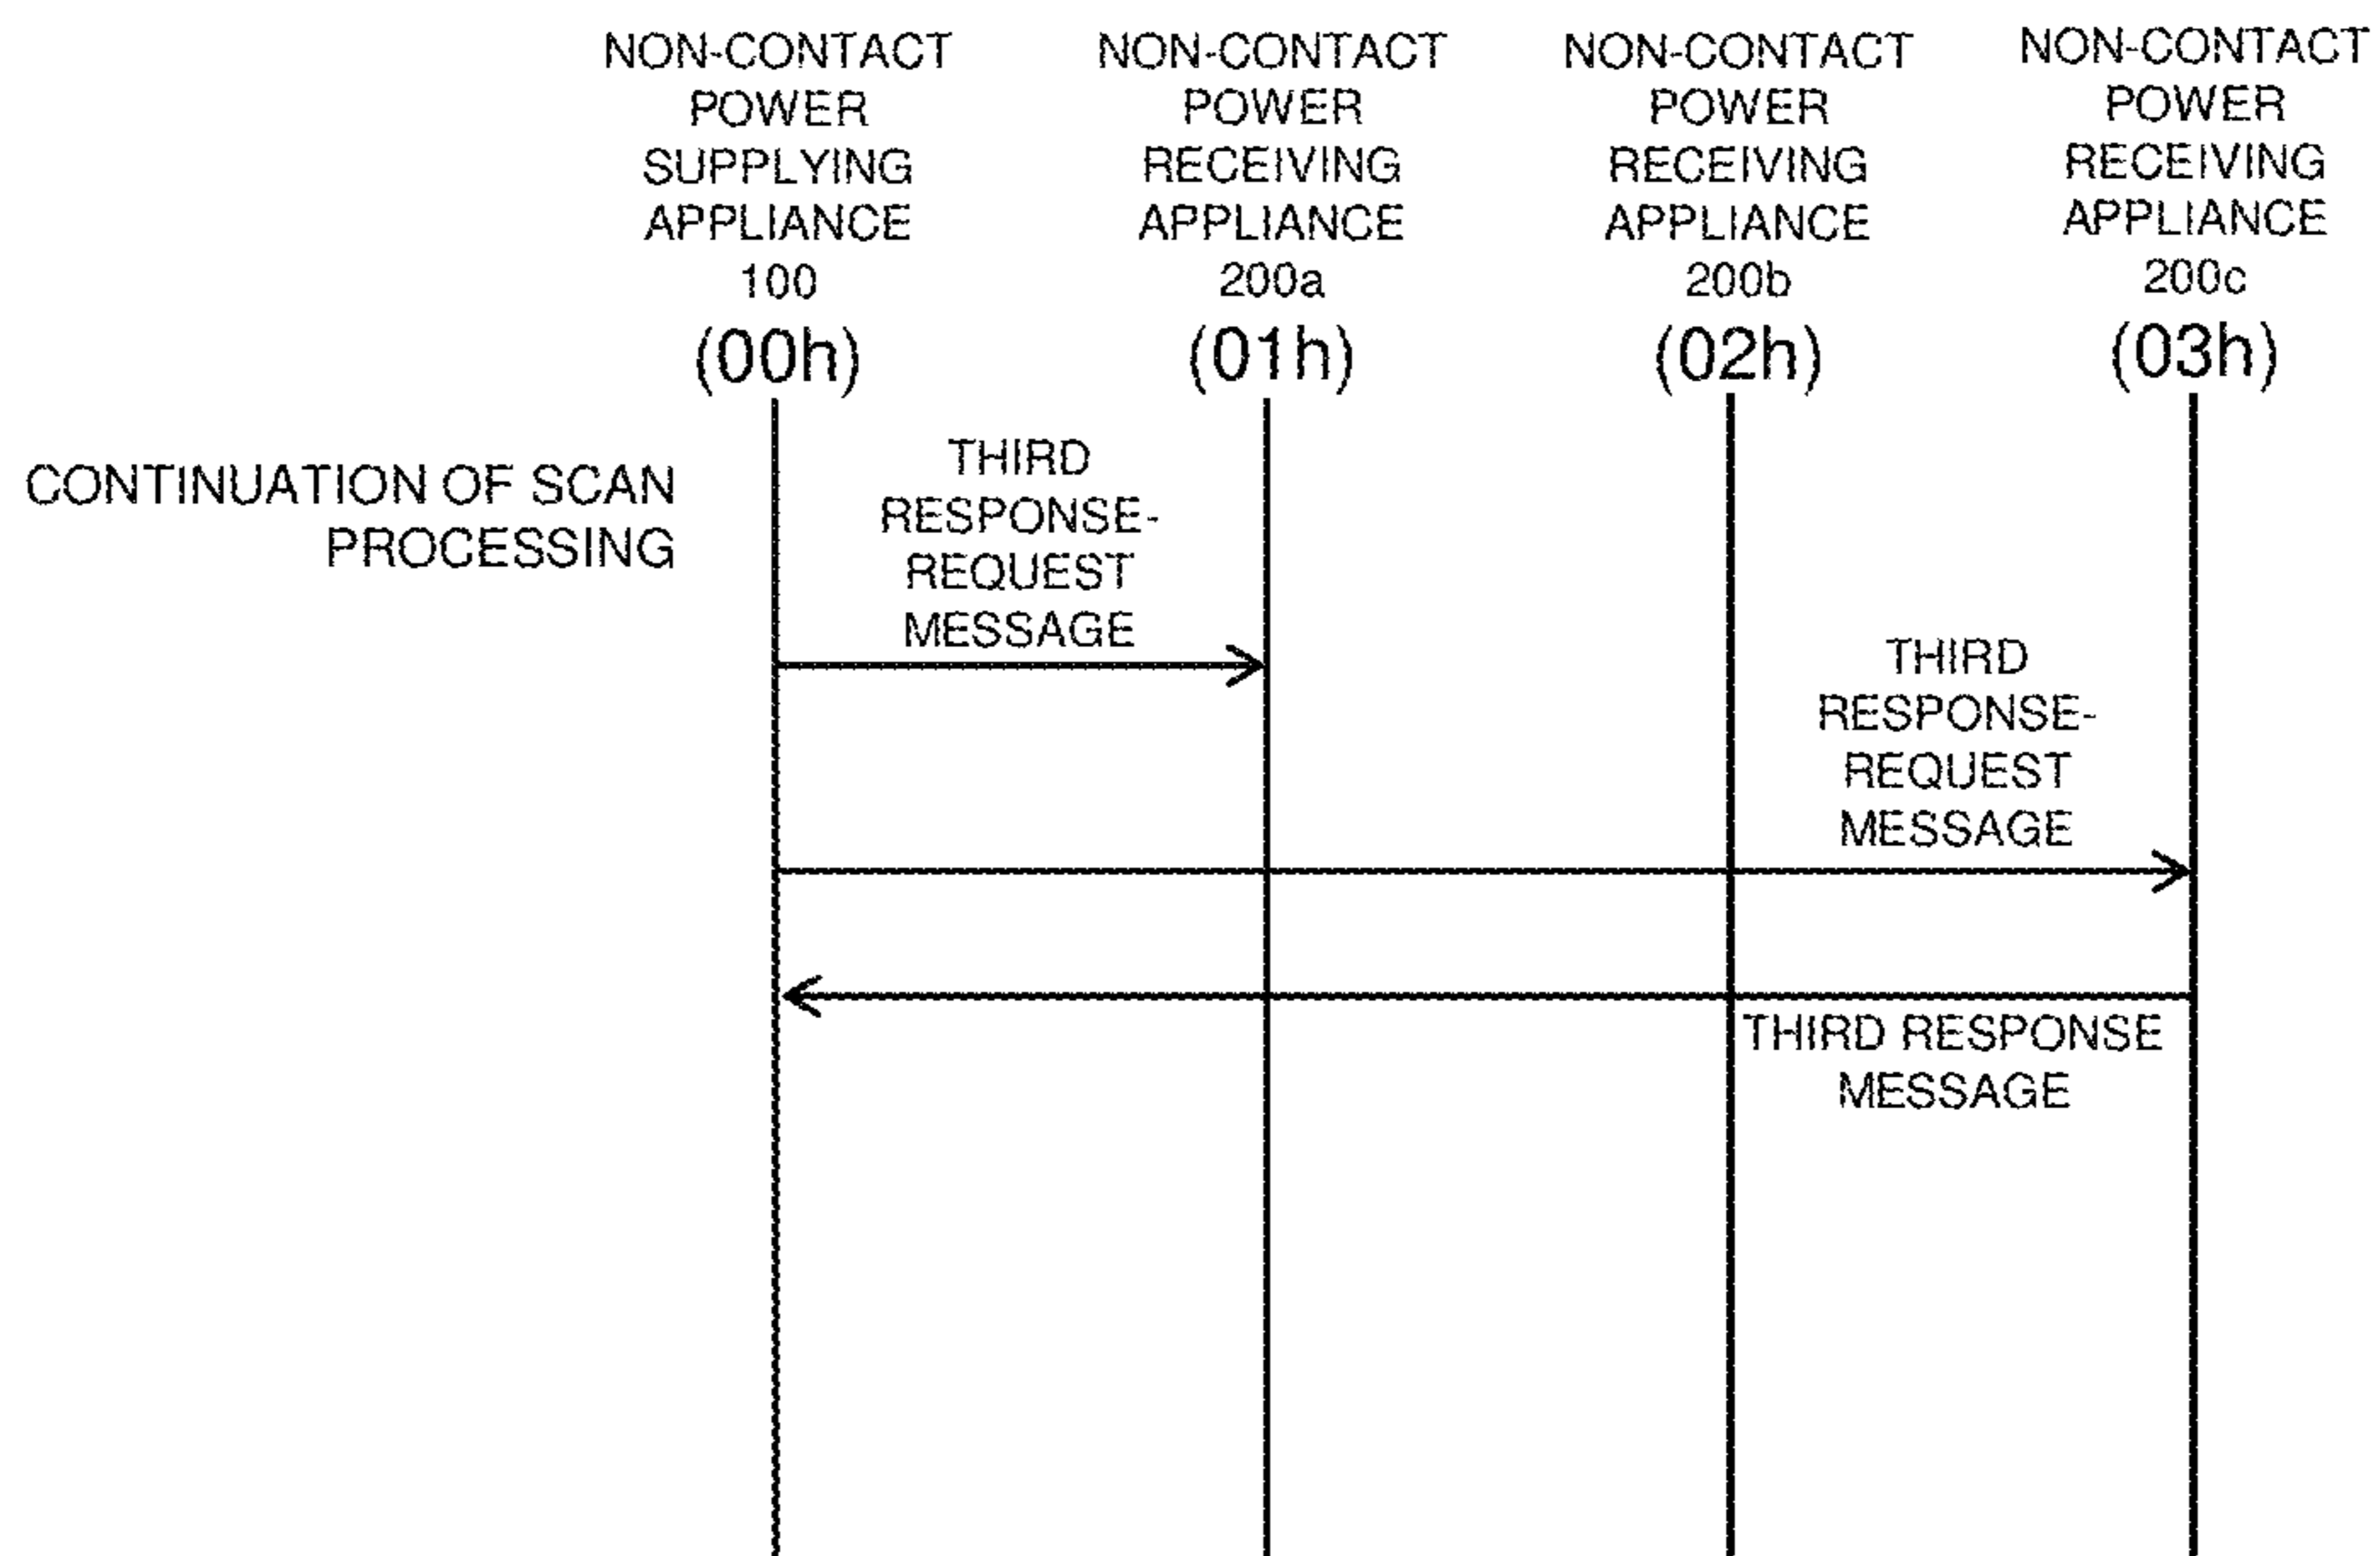 NON-CONTACT
POWER
SUPPLYING
APPLIANCE
100
(00h)
NON-CONTACT
POWER
RECEIVING
APPLIANCE
200a
(01h)
NON-CONTACT
POWER
RECEIVING
APPLIANCE
200b
(02h)
NON-CONTACT
POWER
RECEIVING
APPLIANCE
200c
(03h)
CONTINUATION OF SCAN
PROCESSING
THIRD
RESPONSE-
REQUEST
MESSAGE
THIRD
RESPONSE-
REQUEST
MESSAGE
THIRD RESPONSE
MESSAGE